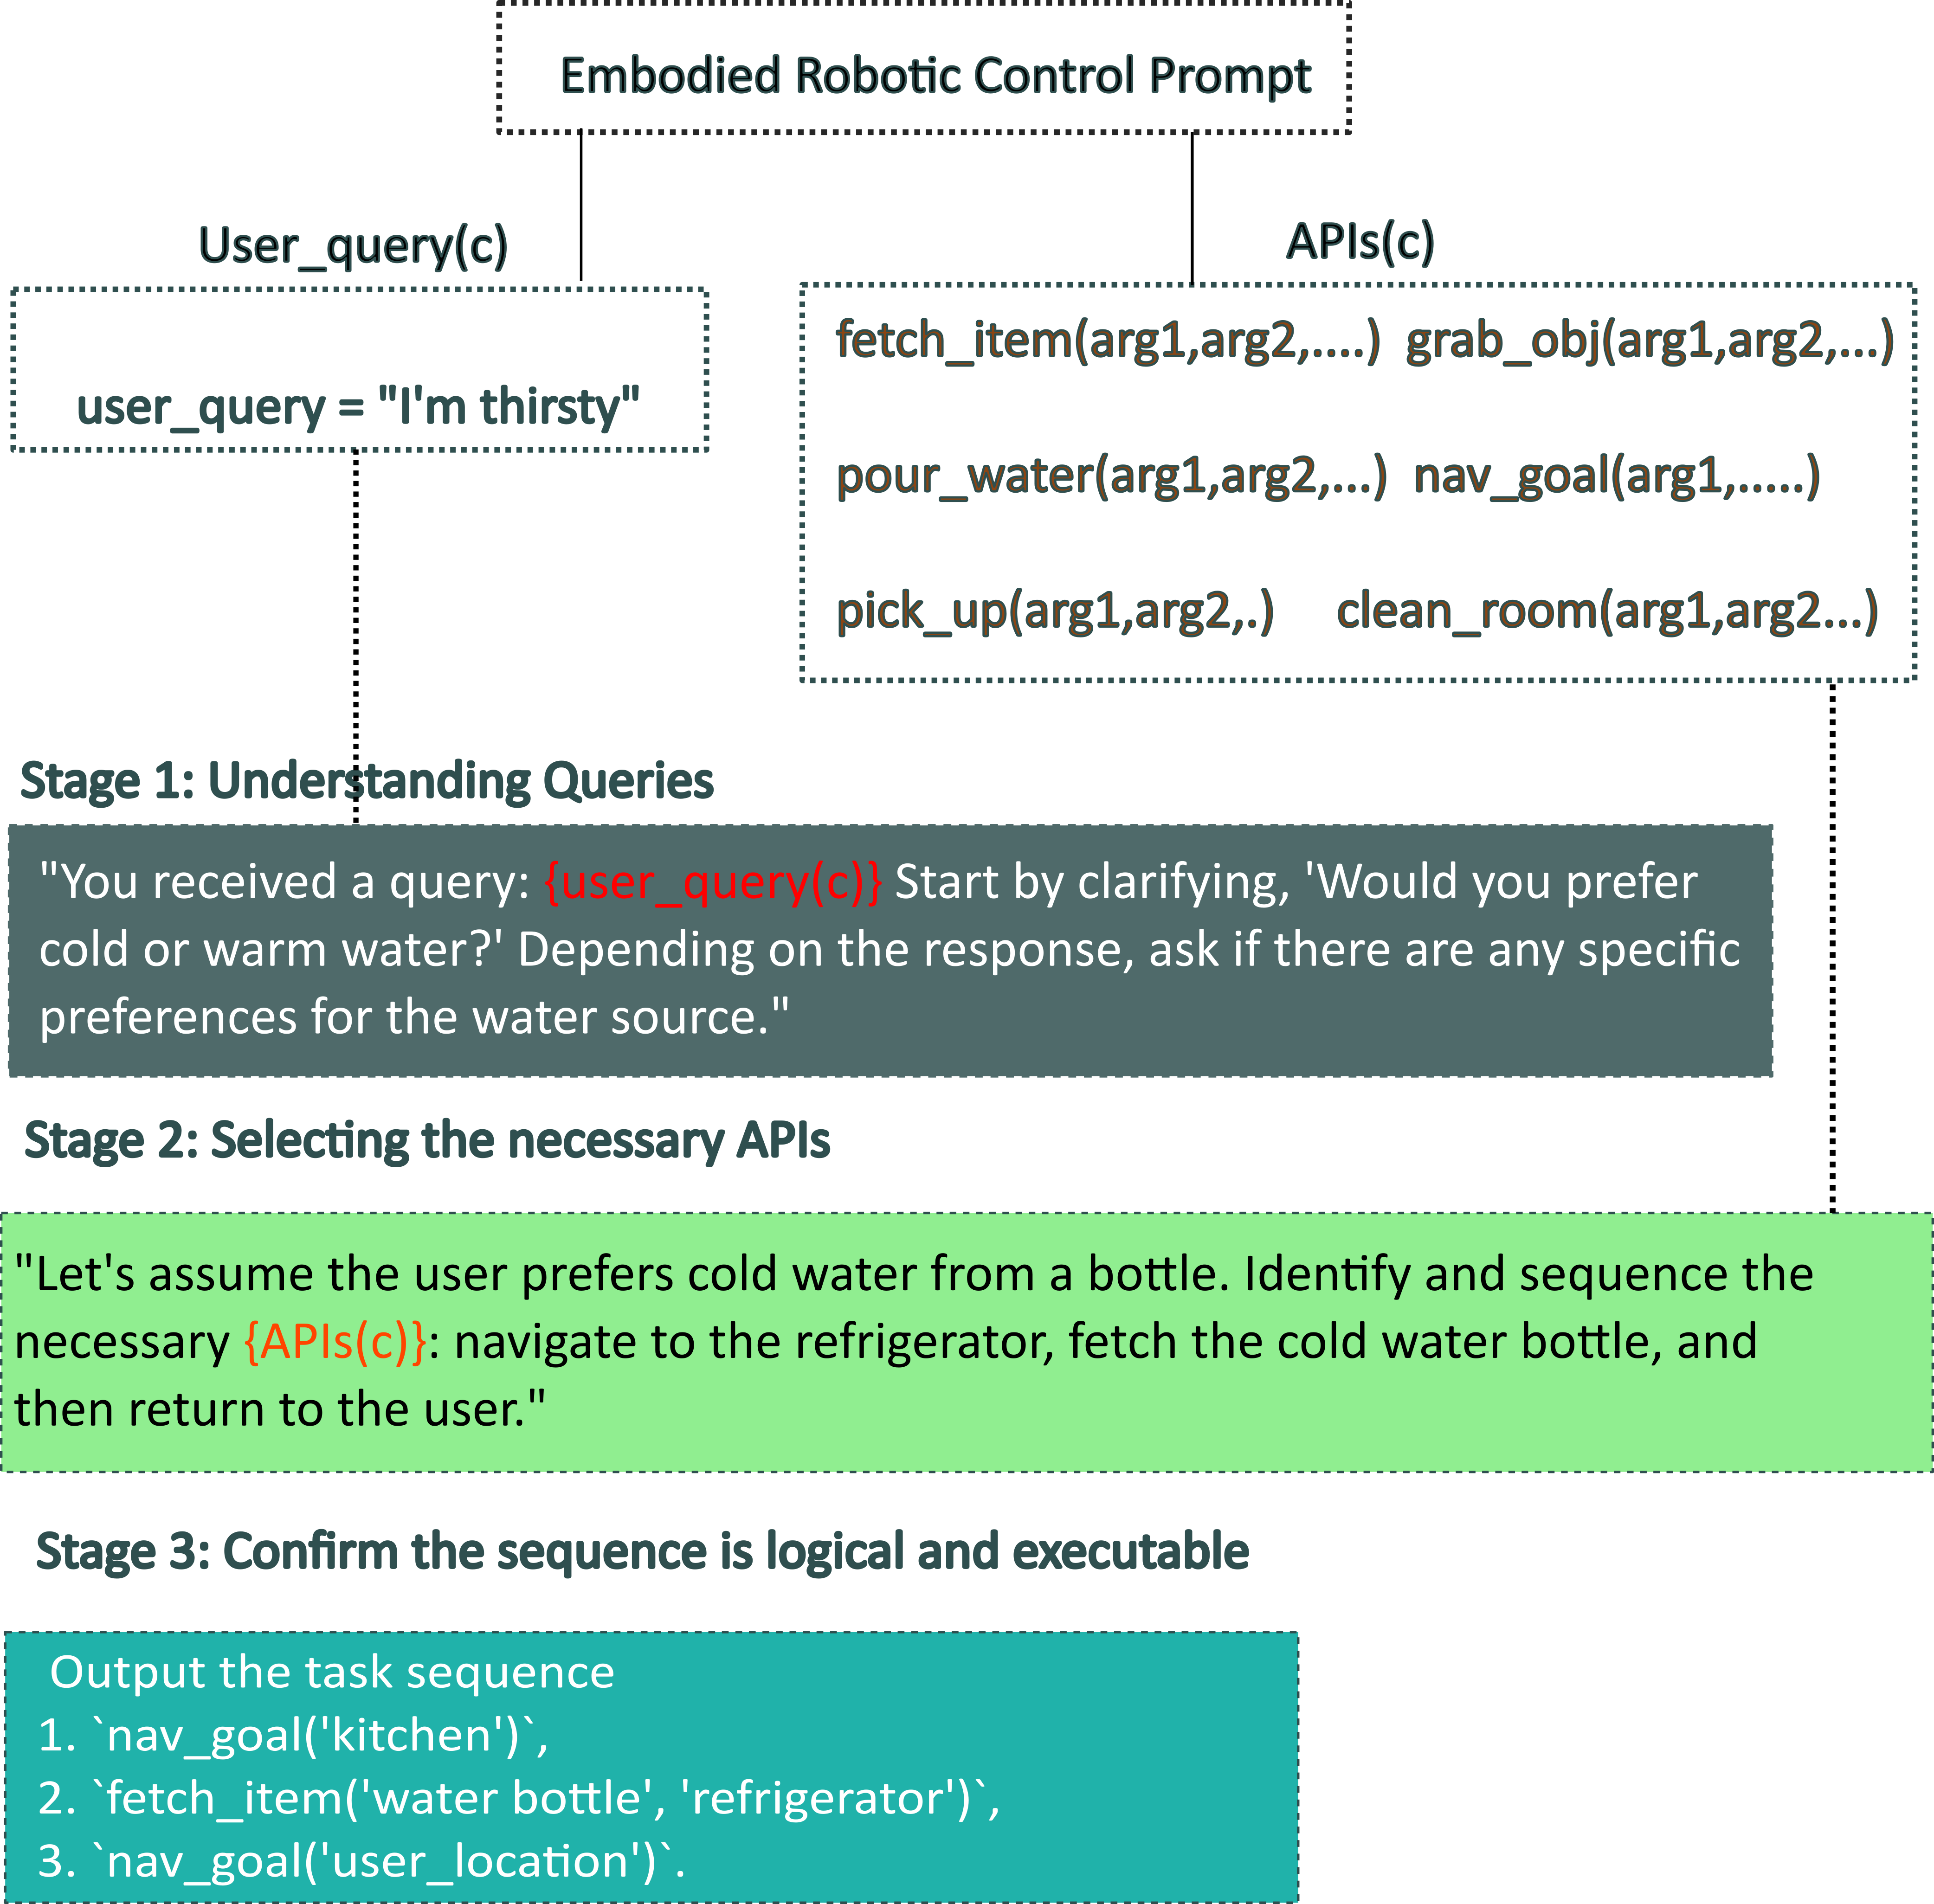 Embodied Robotic Control Prompt
User_query(c)
APIs(c)
user_query = "I'm thirsty"
fetch_item(arg1,arg2,....) grab_obj(arg1,arg2,...)
pour_water(arg1,arg2,...) nav_goal(arg1,.....)
pick_up(arg1,arg2,.) clean_room(arg1,arg2...)
Stage 1: Understanding Queries
"You received a query: {user_query(c)} Start by clarifying, 'Would you prefer
cold or warm water?' Depending on the response, ask if there are any specific
preferences for the water source."
Stage 2: Selecting the necessary APIs
"Let's assume the user prefers cold water from a bottle. Identify and sequence the
necessary {APIs(c)}: navigate to the refrigerator, fetch the cold water bottle, and
then return to the user."
Stage 3: Confirm the sequence is logical and executable
Output the task sequence
1. `nav_goal('kitchen')`,
2. `fetch_item('water bottle', 'refrigerator')`,
3. `nav_goal('user_location')`.